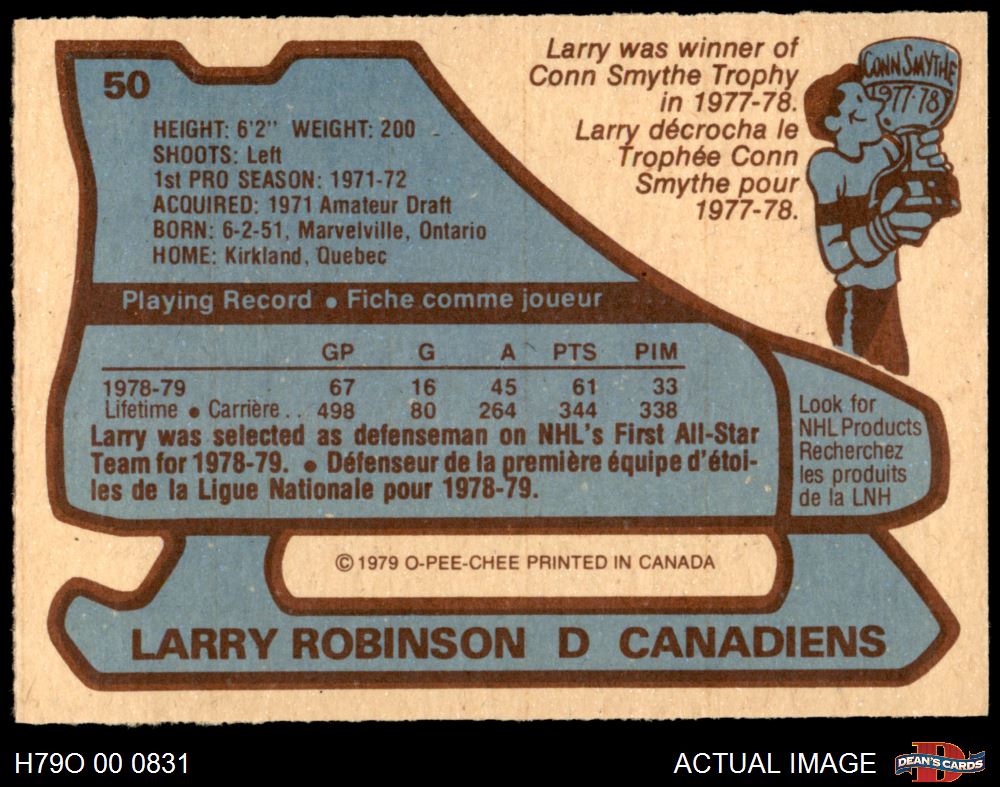 50
HEIGHT: 6'2" WEIGHT: 200
SHOOTS: Left
1st PRO SEASON: 1971-72
ACQUIRED: 1971 Amateur Draft
BORN: 6-2-51, Marvelville, Ontario
HOME: Kirkland, Quebec
Larry was winner of
Conn Smythe Trophy
in 1977-78.
Larry décrocha le
Trophée Conn
Smythe pour
1977-78.
CONN SMYTHE
1977-78
Playing Record • Fiche comme joueur
GP G A PTS PIM
1978-79 67 16 45 61 33
Lifetime • Carrière . . 498 80 264 344 338
Larry was selected as defenseman on NHL's First All-Star
Team for 1978-79. • Défenseur de la première équipe d'étoi-
les de la Ligue Nationale pour 1978-79.
Look for
NHL Products
Recherchez
les produits
de la LNH
© 1979 O-PEE-CHEE PRINTED IN CANADA
LARRY ROBINSON D CANADIENS
H79O 00 0831
ACTUAL IMAGE
DEAN'S CARDS